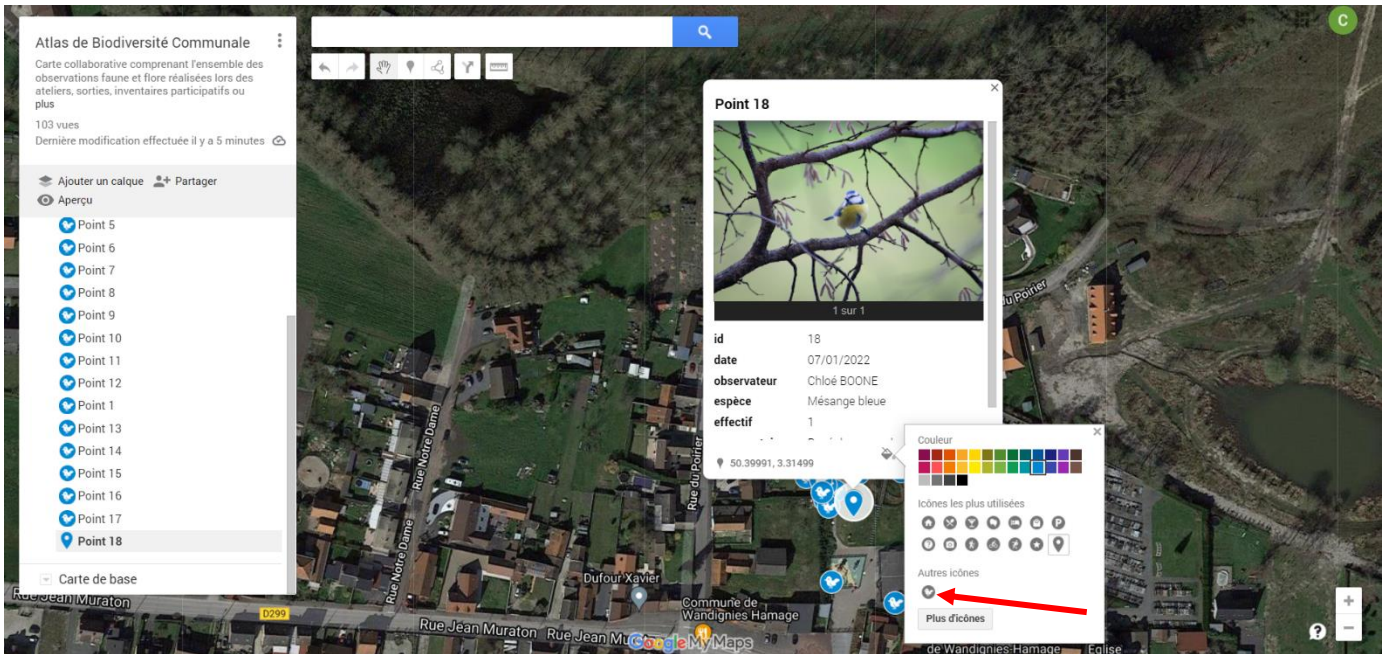 Atlas de Biodiversité Communale
Carte collaborative comprenant l'ensemble des
observations faune et flore réalisées lors des
ateliers, sorties, inventaires participatifs ou
plus
103 vues
Dernière modification effectuée il y a 5 minutes
Ajouter un calque Partager
Aperçu
Point 5
Point 6
Point 7
Point 8
Point 9
Point 10
Point 11
Point 12
Point 1
Point 13
Point 14
Point 15
Point 16
Point 17
Point 18
Carte de base
C
Point 18
1 sur 1
id 18
date 07/01/2022
observateur Chloé BOONE
espèce Mésange bleue
effectif 1
50.39991, 3.31499
Couleur
Icônes les plus utilisées
Autres icônes
Plus d'icônes
du Poirier
Rue du Poirier
Rue Notre Dame
Rue Notre Dame
Dufour Xavier
Commune de
Wandignies Hamage
Rue Jean Muraton
D299
Rue Jean Muraton
Rue Jean Mu
Google My Maps
de Wandignies-Hamage
Eglise